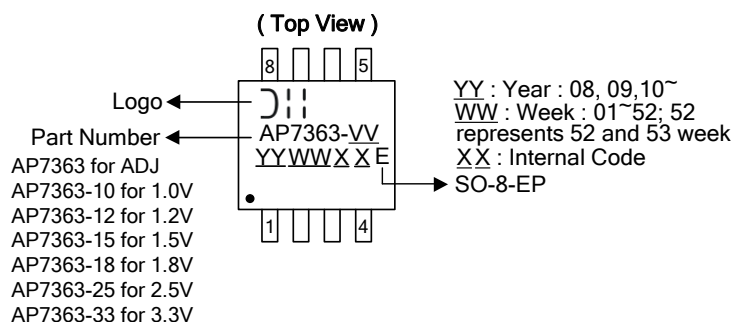 ( Top View )
8 5
Logo
Part Number
AP7363 for ADJ
AP7363-10 for 1.0V
AP7363-12 for 1.2V
AP7363-15 for 1.5V
AP7363-18 for 1.8V
AP7363-25 for 2.5V
AP7363-33 for 3.3V
AP7363-VV
YYWWXXE
1 4
YY : Year : 08, 09,10~
WW : Week : 01~52; 52
represents 52 and 53 week
XX : Internal Code
SO-8-EP